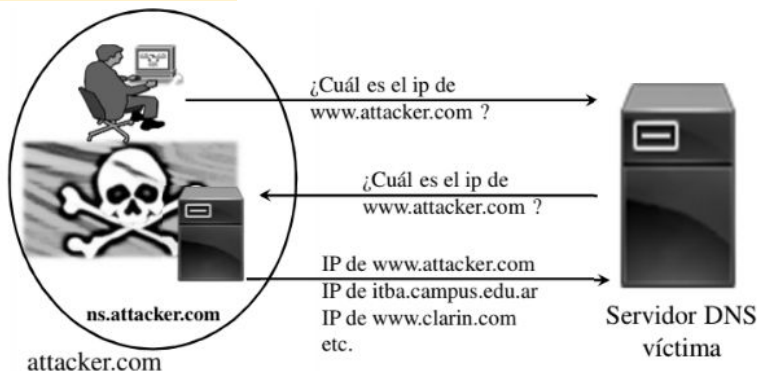 ¿Cuál es el ip de
www.attacker.com ?
¿Cuál es el ip de
www.attacker.com ?
IP de www.attacker.com
IP de itba.campus.edu.ar
IP de www.clarin.com
etc.
ns.attacker.com
attacker.com
Servidor DNS
víctima